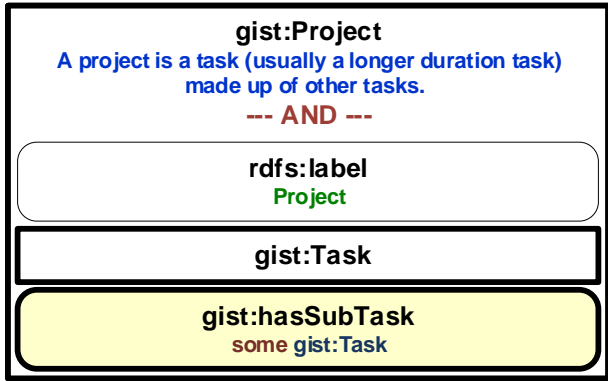 gist:Project
A project is a task (usually a longer duration task)
made up of other tasks.
--- AND ---
rdfs:label
Project
gist:Task
gist:hasSubTask
some gist:Task